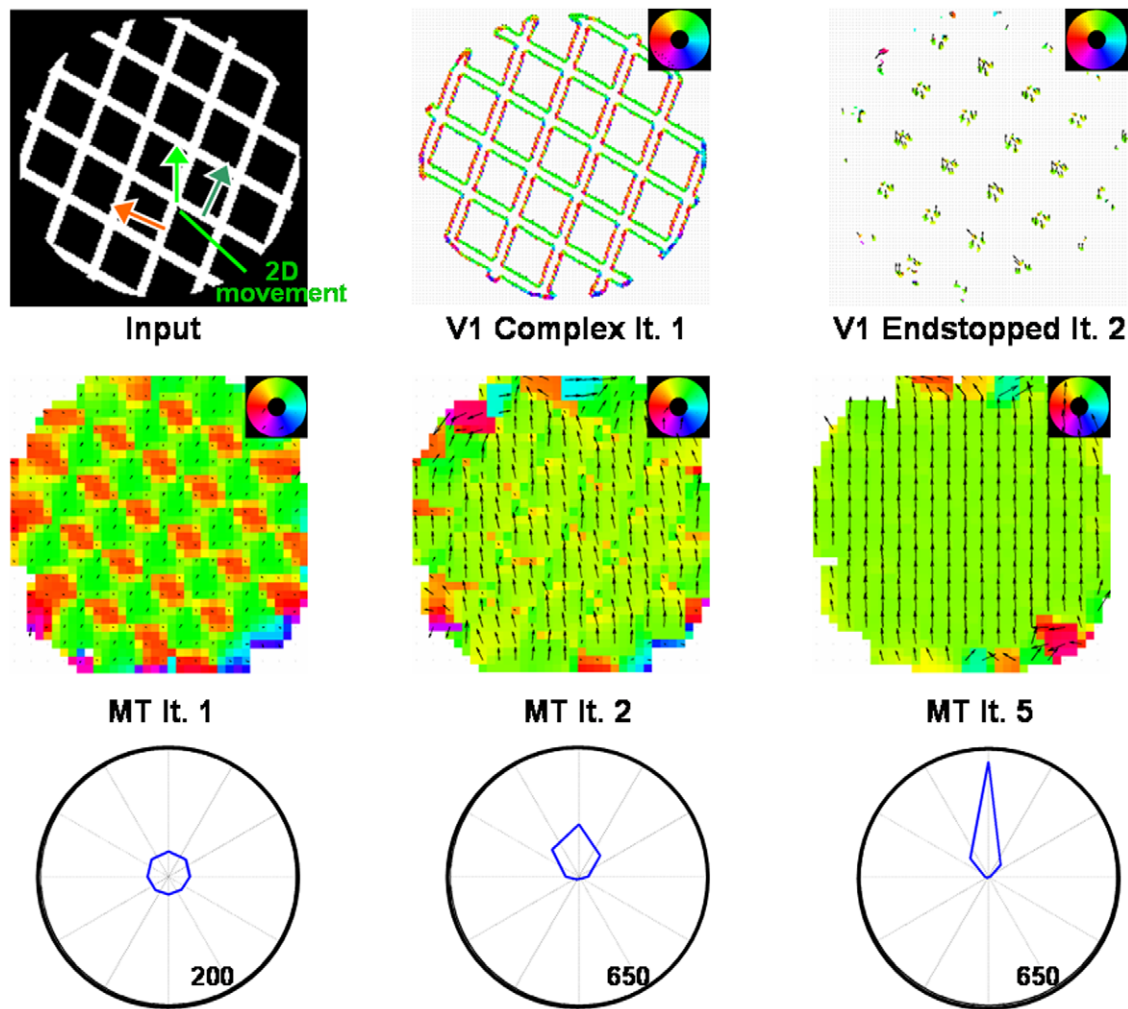 2D
movement
Input
V1 Complex It. 1
V1 Endstopped It. 2
MT It. 1
MT It. 2
MT It. 5
200
650
650